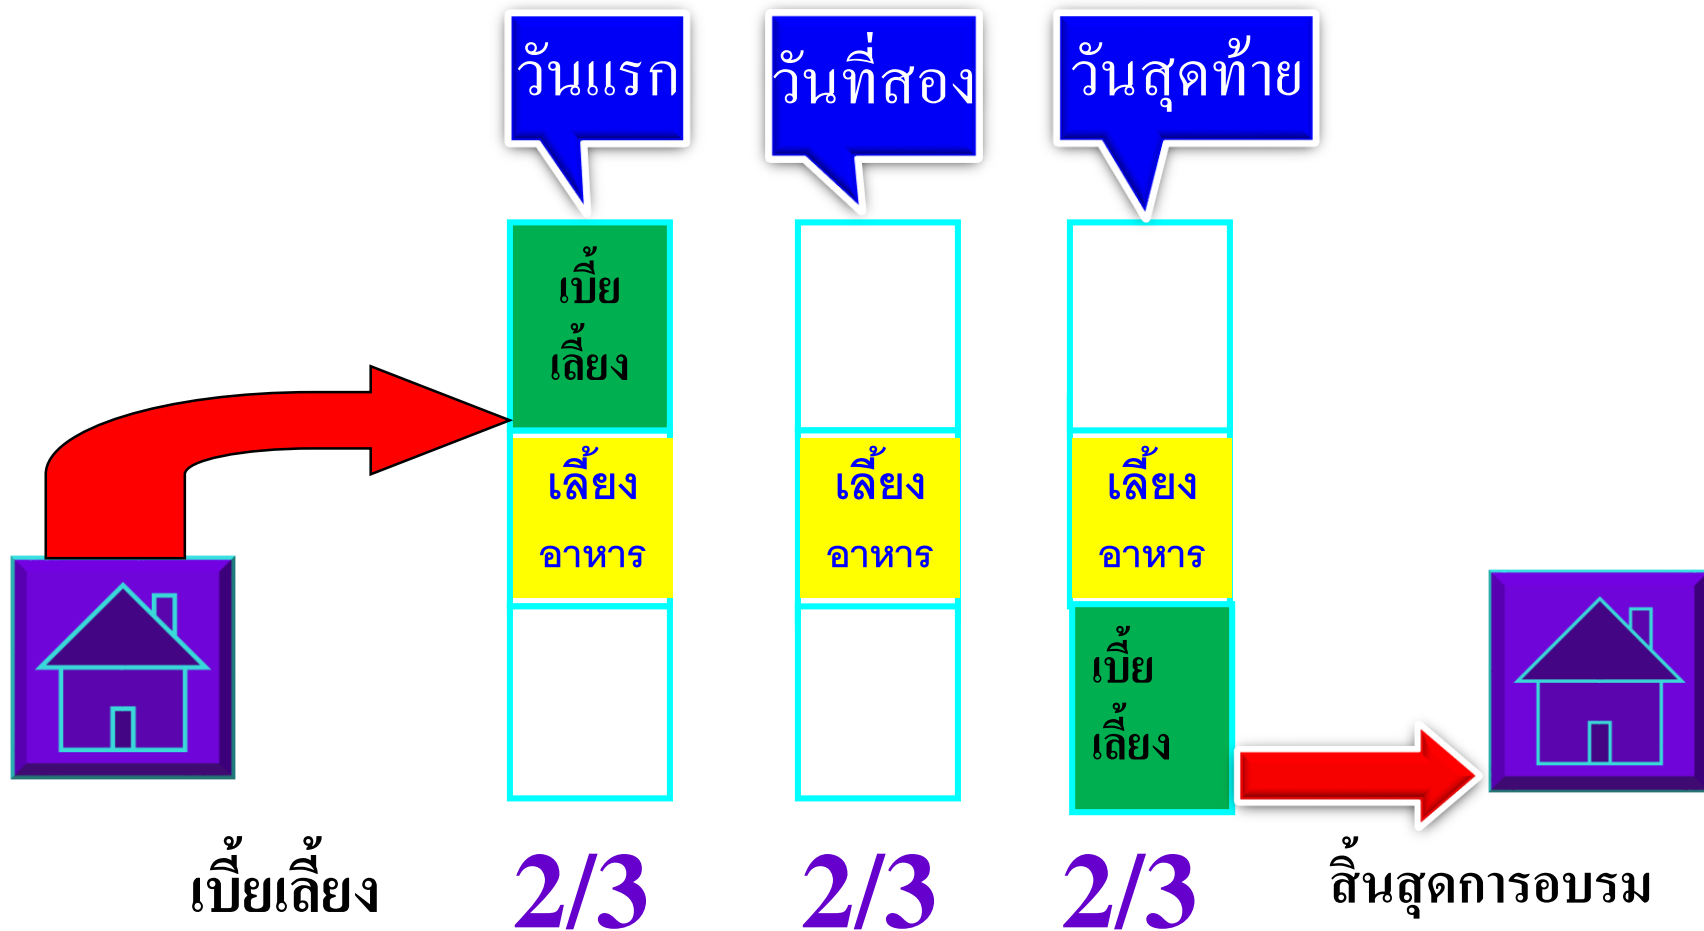 วันแรก
วันที่สอง
วันสุดท้าย
เบี้ย
เลี้ยง
เลี้ยง
อาหาร
เลี้ยง
อาหาร
เลี้ยง
อาหาร
เบี้ย
เลี้ยง
เบี้ยเลี้ยง
2/3
2/3
2/3
สิ้นสุดการอบรม